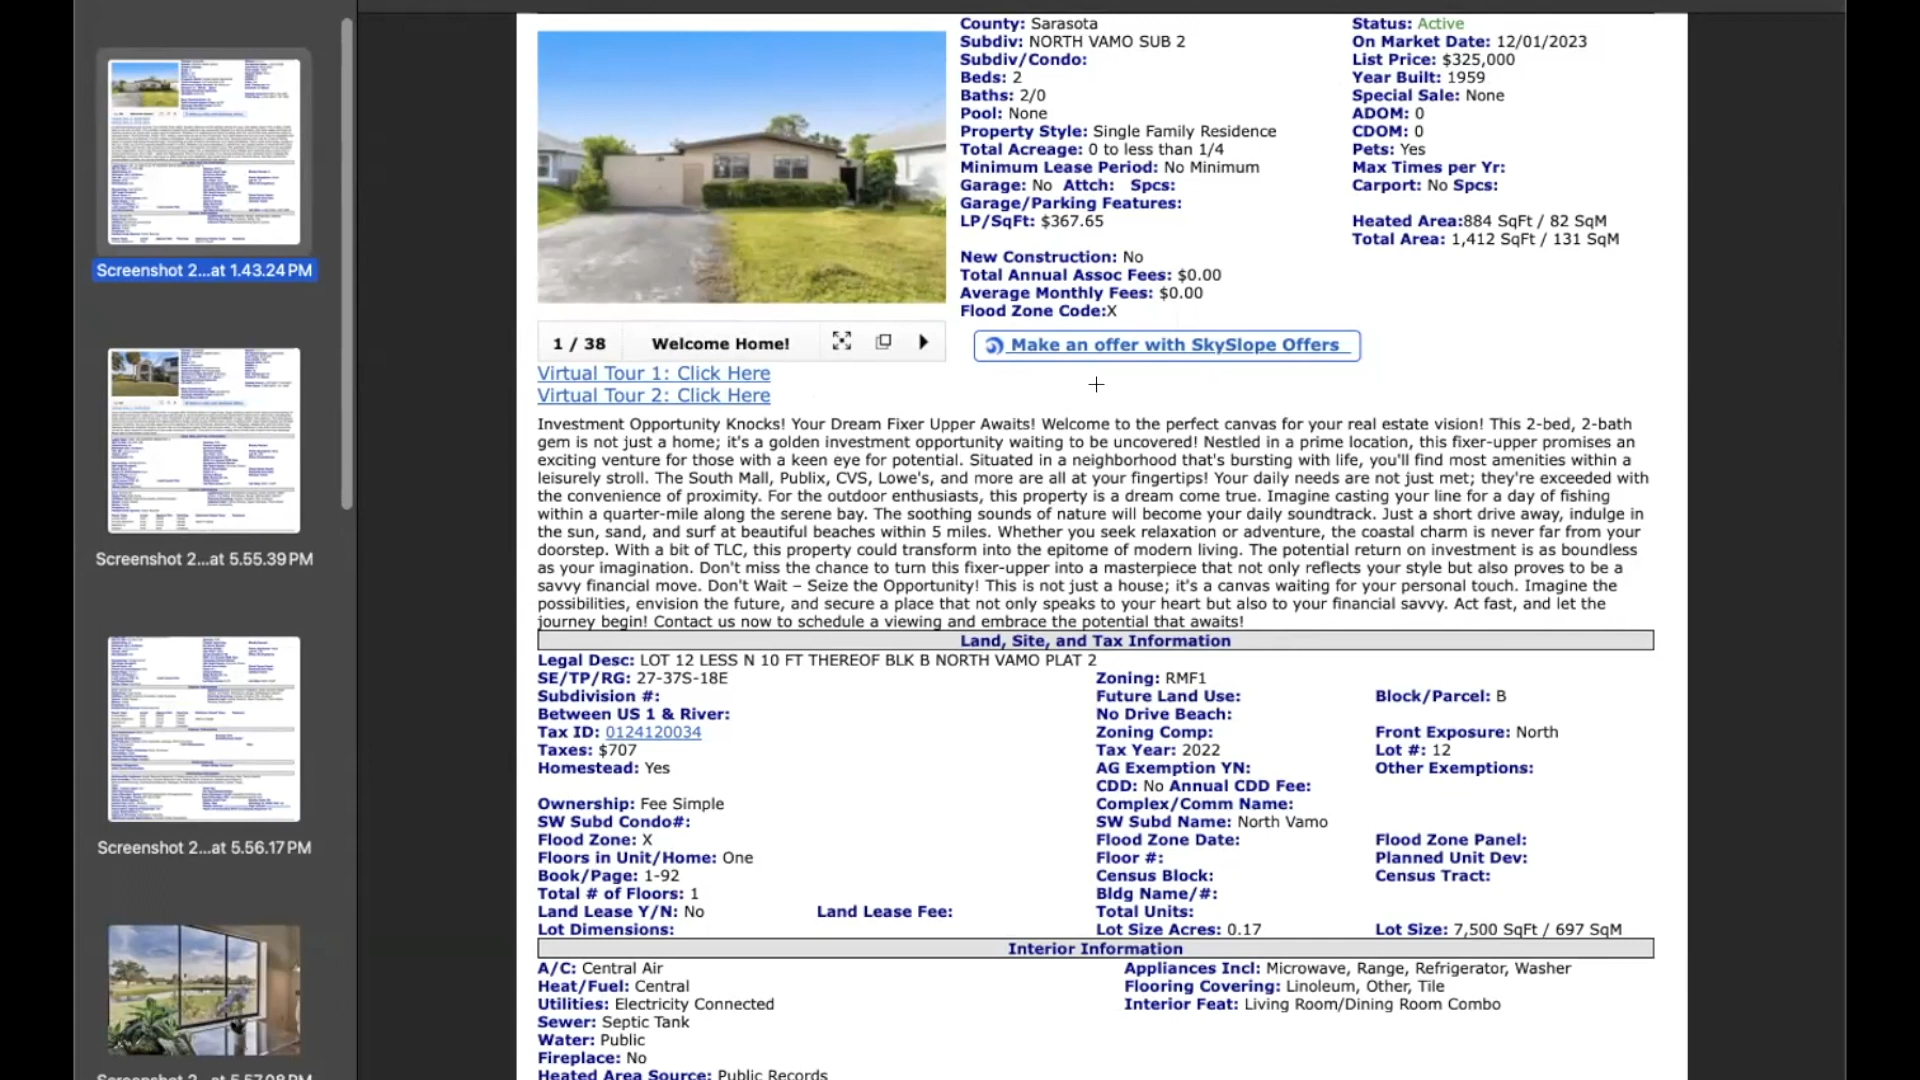 County: Sarasota
Status: Active
Subdiv: NORTH VAMO SUB 2
On Market Date: 12/01/2023
Subdiv/Condo:
List Price: $325,000
Beds: 2
Year Built: 1959
Baths: 2/0
Special Sale: None
Pool: None
ADOM: 0
Property Style: Single Family Residence
CDOM: 0
Total Acreage: 0 to less than 1/4
Pets: Yes
Minimum Lease Period: No Minimum
Max Times per Yr:
Garage: No Attch: Spcs:
Carport: No Spcs:
Garage/Parking Features:
LP/SqFt: $367.65
Heated Area:884 SqFt / 82 SqM
Total Area: 1,412 SqFt / 131 SqM
New Construction: No
Total Annual Assoc Fees: $0.00
Average Monthly Fees: $0.00
Flood Zone Code:X
1 / 38 Welcome Home!
Make an offer with SkySlope Offers
Virtual Tour 1: Click Here
Virtual Tour 2: Click Here
Investment Opportunity Knocks! Your Dream Fixer Upper Awaits! Welcome to the perfect canvas for your real estate vision! This 2-bed, 2-bath
gem is not just a home; it's a golden investment opportunity waiting to be uncovered! Nestled in a prime location, this fixer-upper promises an
exciting venture for those with a keen eye for potential. Situated in a neighborhood that's bursting with life, you'll find most amenities within a
leisurely stroll. The South Mall, Publix, CVS, Lowe's, and more are all at your fingertips! Your daily needs are not just met; they're exceeded with
the convenience of proximity. For the outdoor enthusiasts, this property is a dream come true. Imagine casting your line for a day of fishing
within a quarter-mile along the serene bay. The soothing sounds of nature will become your daily soundtrack. Just a short drive away, indulge in
the sun, sand, and surf at beautiful beaches within 5 miles. Whether you seek relaxation or adventure, the coastal charm is never far from your
doorstep. With a bit of TLC, this property could transform into the epitome of modern living. The potential return on investment is as boundless
as your imagination. Don't miss the chance to turn this fixer-upper into a masterpiece that not only reflects your style but also proves to be a
savvy financial move. Don't Wait – Seize the Opportunity! This is not just a house; it's a canvas waiting for your personal touch. Imagine the
possibilities, envision the future, and secure a place that not only speaks to your heart but also to your financial savvy. Act fast, and let the
journey begin! Contact us now to schedule a viewing and embrace the potential that awaits!
Land, Site, and Tax Information
Legal Desc: LOT 12 LESS N 10 FT THEREOF BLK B NORTH VAMO PLAT 2
SE/TP/RG: 27-37S-18E
Zoning: RMF1
Subdivision #:
Future Land Use:
Block/Parcel: B
Between US 1 & River:
No Drive Beach:
Tax ID: 0124120034
Zoning Comp:
Front Exposure: North
Taxes: $707
Tax Year: 2022
Lot #: 12
Homestead: Yes
AG Exemption YN:
Other Exemptions:
CDD: No Annual CDD Fee:
Ownership: Fee Simple
Complex/Comm Name:
SW Subd Condo#:
SW Subd Name: North Vamo
Flood Zone: X
Flood Zone Date:
Flood Zone Panel:
Floors in Unit/Home: One
Floor #:
Planned Unit Dev:
Book/Page: 1-92
Census Block:
Census Tract:
Total # of Floors: 1
Bldg Name/#:
Land Lease Y/N: No
Land Lease Fee:
Total Units:
Lot Dimensions:
Lot Size Acres: 0.17
Lot Size: 7,500 SqFt / 697 SqM
Interior Information
A/C: Central Air
Appliances Incl: Microwave, Range, Refrigerator, Washer
Heat/Fuel: Central
Flooring Covering: Linoleum, Other, Tile
Utilities: Electricity Connected
Interior Feat: Living Room/Dining Room Combo
Sewer: Septic Tank
Water: Public
Fireplace: No
Heated Area Source: Public Records
Screenshot 2...at 1.43.24 PM
Screenshot 2...at 5.55.39 PM
Screenshot 2...at 5.56.17 PM
Screenshot 2...at 5.57.08 PM